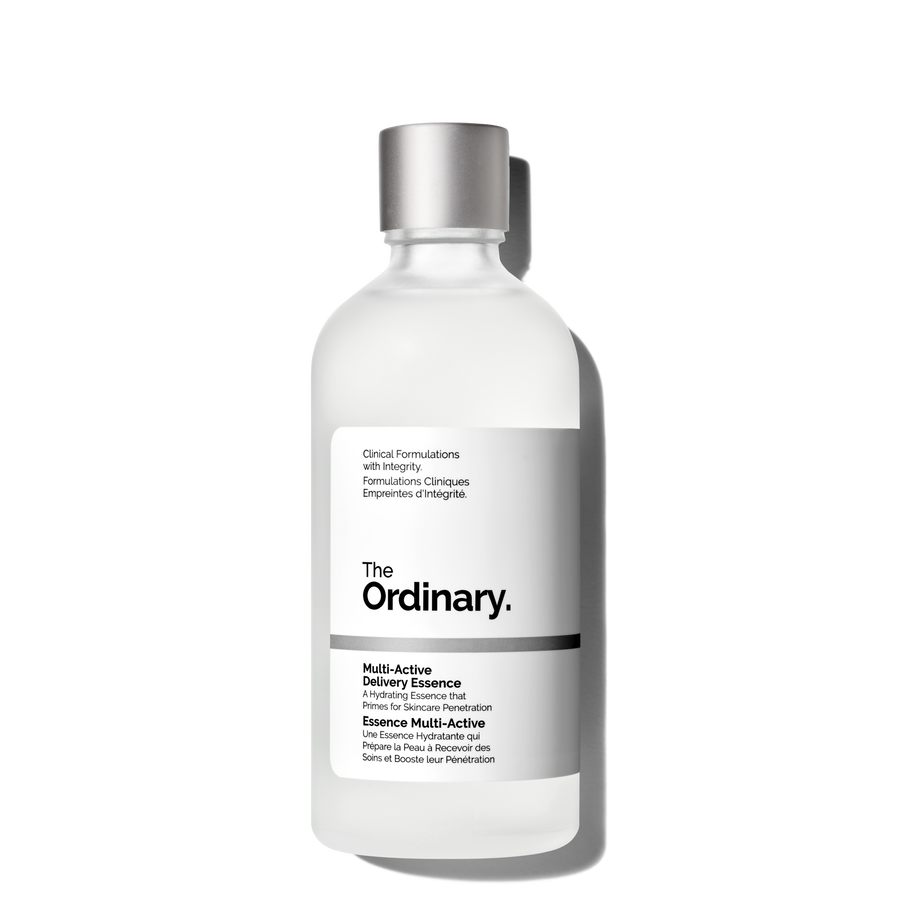 Clinical Formulations
with Integrity.
Formulations Cliniques
Empreintes d'Intégrité.
The
Ordinary.
Multi-Active
Delivery Essence
A Hydrating Essence that
Primes for Skincare Penetration
Essence Multi-Active
Une Essence Hydratante qui
Prépare la Peau à Recevoir des
Soins et Booste leur Pénétration